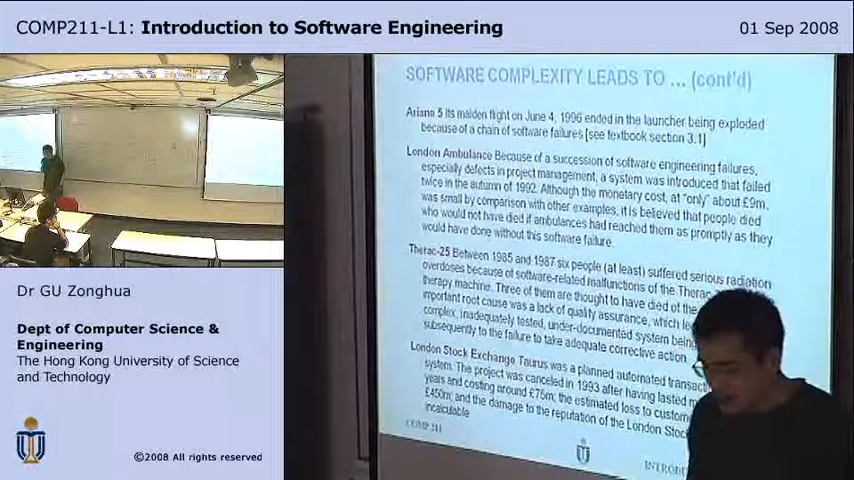 COMP211-L1: Introduction to Software Engineering
01 Sep 2008
SOFTWARE COMPLEXITY LEADS TO ... (cont'd)
Ariane 5 Its maiden flight on June 4, 1996 ended in the launcher being exploded
because of a chain of software failures [see textbook section 3.1]
London Ambulance Because of a succession of software engineering failures,
especially defects in project management, a system was introduced that failed
twice in the autumn of 1992. Although the monetary cost, at "only" about £9m,
was small by comparison with other examples, it is believed that people died
who would not have died if ambulances had reached them as promptly as they
would have done without this software failure.
Therac-25 Between 1985 and 1987 six people (at least) suffered serious radiation
overdoses because of software-related malfunctions of the Therac-
therapy machine. Three of them are thought to have died of the
important root cause was a lack of quality assurance, which
complex, inadequately tested, under-documented system being
subsequently to the failure to take adequate corrective action.
London Stock Exchange Taurus was a planned automated
system. The project was canceled in 1993 after having lasted
years and costing around £75m; the estimated loss to
£450m; and the damage to the reputation of the London
incalculable
COMP 211
Dr GU Zonghua
Dept of Computer Science &
Engineering
The Hong Kong University of Science
and Technology
©2008 All rights reserved